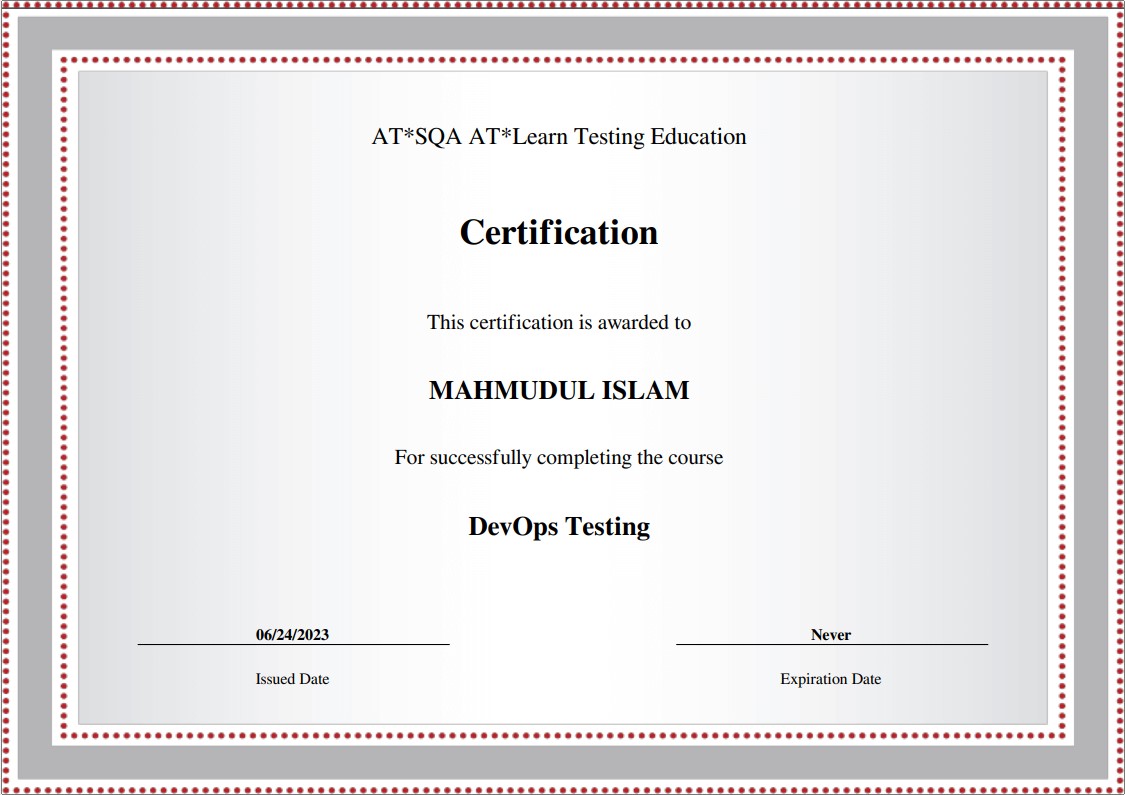 AT*SQA AT*Learn Testing Education
Certification
This certification is awarded to
MAHMUDUL ISLAM
For successfully completing the course
DevOps Testing
06/24/2023
Never
Issued Date
Expiration Date